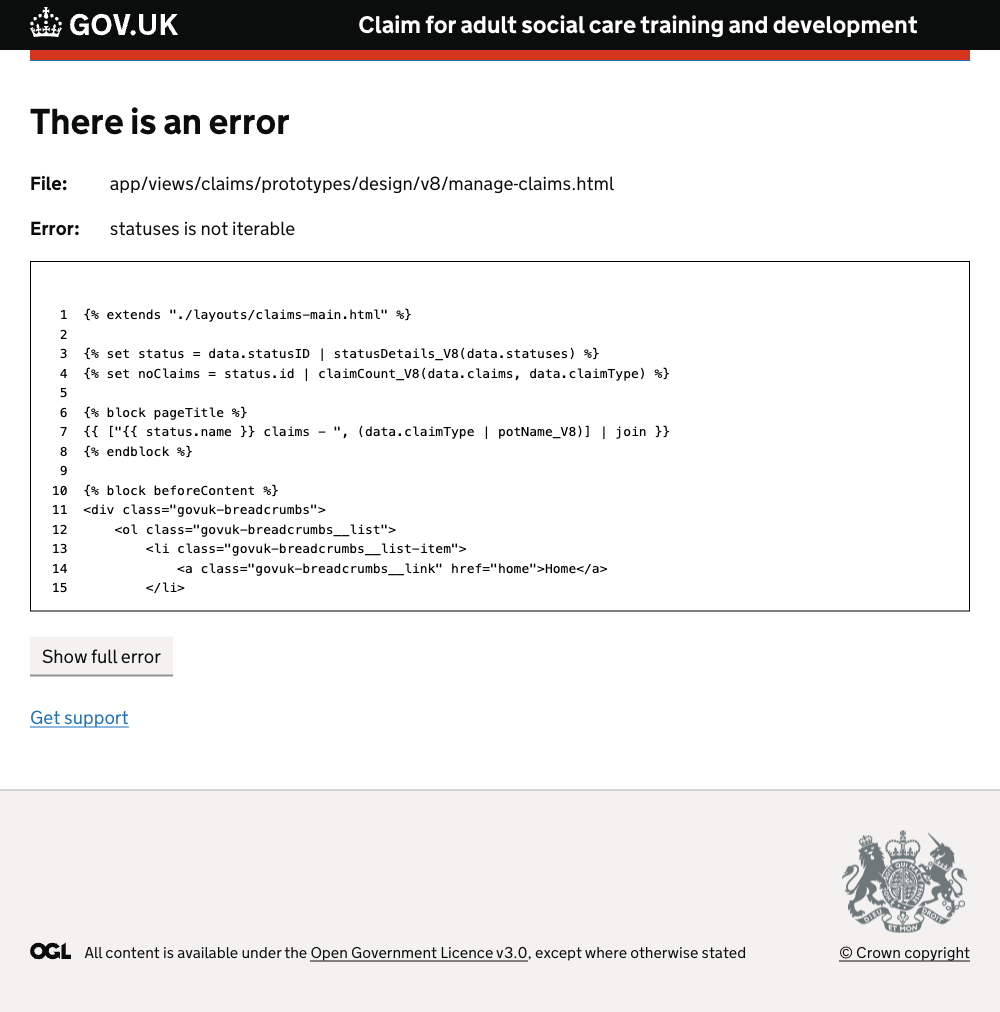 GOV.UK
Claim for adult social care training and development
There is an error
File: app/views/claims/prototypes/design/v8/manage-claims.html
Error: statuses is not iterable
1 {% extends "./layouts/claims-main.html" %}
2
3 {% set status = data.statusID | statusDetails_V8(data.statuses) %}
4 {% set noClaims = status.id | claimCount_V8(data.claims, data.claimType) %}
5
6 {% block pageTitle %}
7 {{ ["{{ status.name }} claims – ", (data.claimType | potName_V8)] | join }}
8 {% endblock %}
9
10 {% block beforeContent %}
11 <div class="govuk-breadcrumbs">
12 <ol class="govuk-breadcrumbs__list">
13 <li class="govuk-breadcrumbs__list-item">
14 <a class="govuk-breadcrumbs__link" href="home">Home</a>
15 </li>
Show full error
Get support
DIEU ET MON DROIT
OGL All content is available under the Open Government Licence v3.0, except where otherwise stated
© Crown copyright